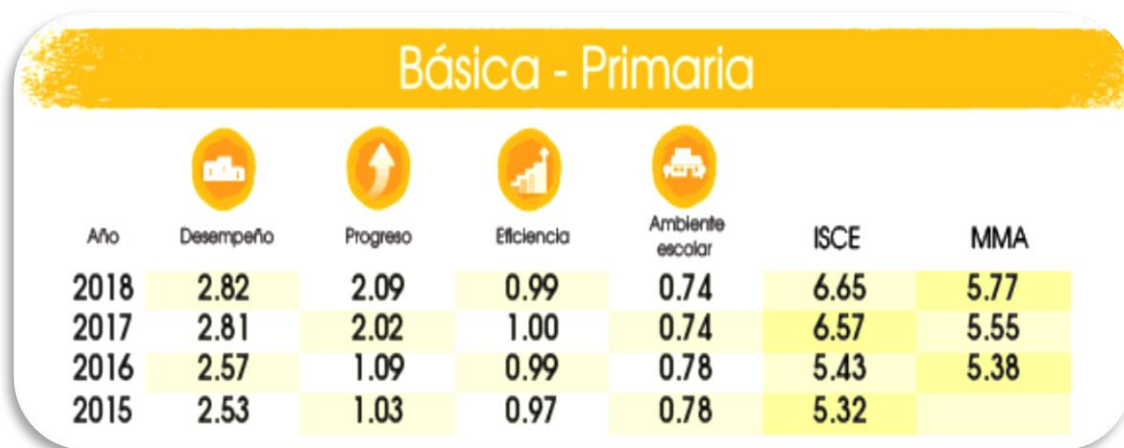 Básica - Primaria
Año Desempeño Progreso Eficiencia Ambiente escolar ISCE MMA
2018 2.82 2.09 0.99 0.74 6.65 5.77
2017 2.81 2.02 1.00 0.74 6.57 5.55
2016 2.57 1.09 0.99 0.78 5.43 5.38
2015 2.53 1.03 0.97 0.78 5.32